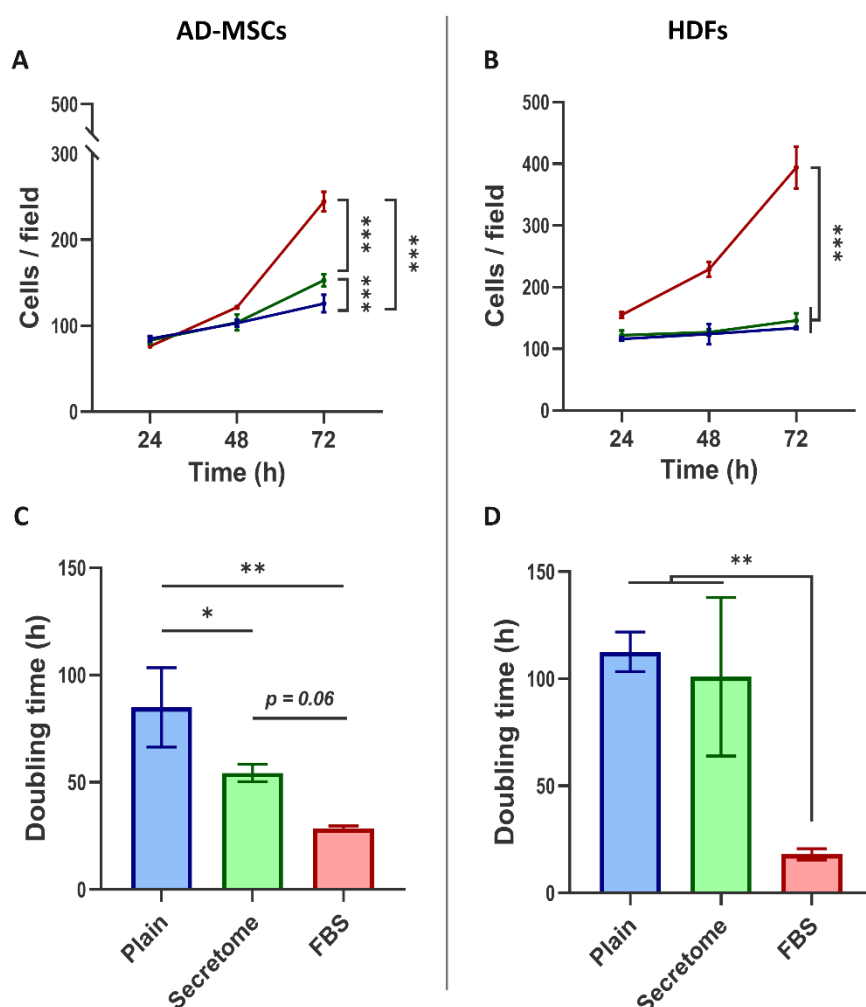 AD-MSCs
HDFs
A
500
300
200
100
0
Cells / field
24 48 72
Time (h)
***
***
***
B
500
400
300
200
100
0
Cells / field
24 48 72
Time (h)
***
C
150
100
50
0
Doubling time (h)
**
*
p = 0.06
Plain
Secretome
FBS
D
150
100
50
0
Doubling time (h)
**
Plain
Secretome
FBS